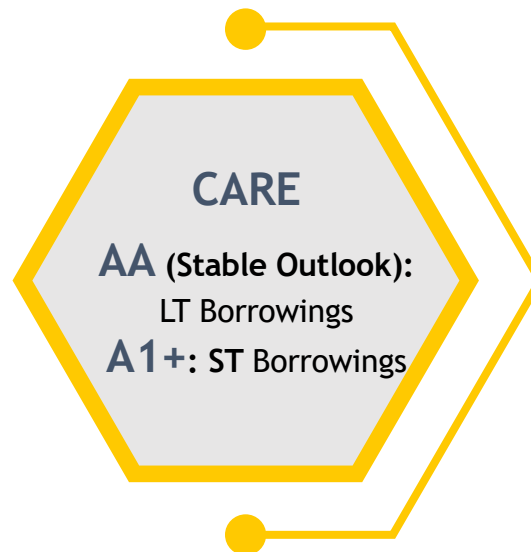 CARE
AA (Stable Outlook):
LT Borrowings
A1+: ST Borrowings